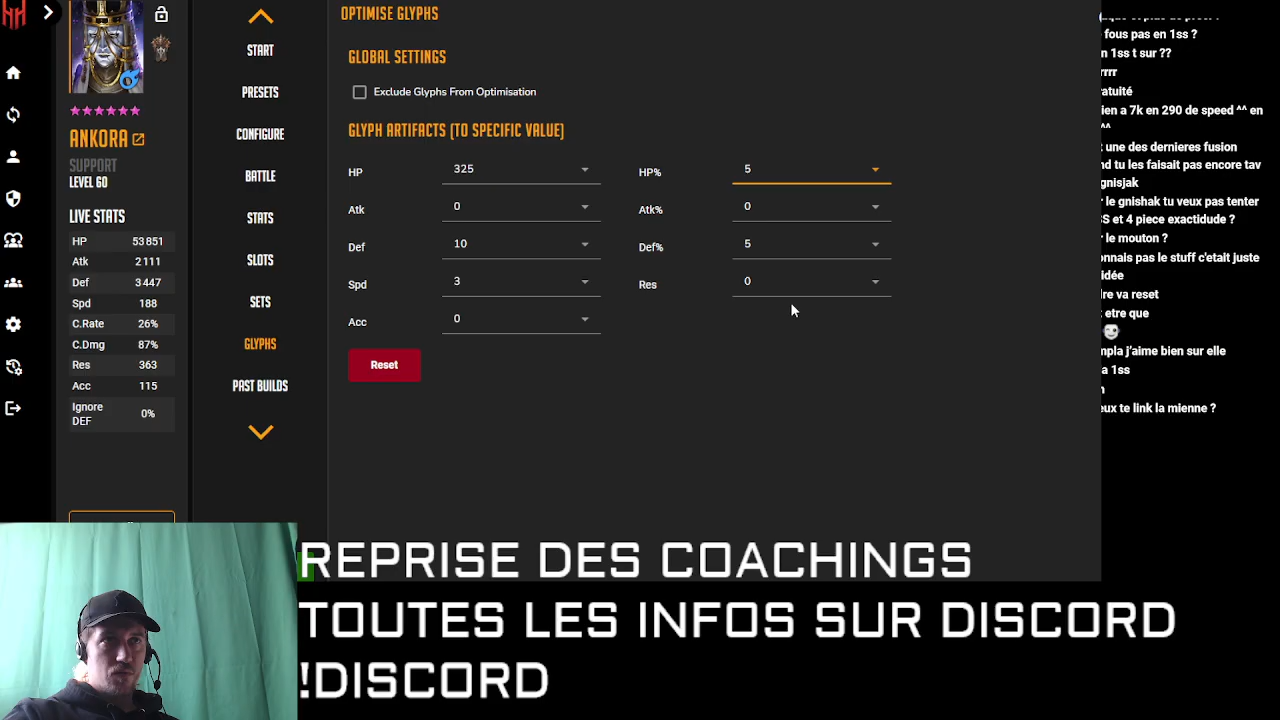 OPTIMISE GLYPHS
GLOBAL SETTINGS
Exclude Glyphs From Optimisation
GLYPH ARTIFACTS (TO SPECIFIC VALUE)
HP 325 HP% 5
Atk 0 Atk% 0
Def 10 Def% 5
Spd 3 Res 0
Acc 0
Reset
START
PRESETS
CONFIGURE
BATTLE
STATS
SLOTS
SETS
GLYPHS
PAST BUILDS
ANKORA
SUPPORT
LEVEL 60
LIVE STATS
HP 53 851
Atk 2 111
Def 3 447
Spd 188
C.Rate 26%
C.Dmg 87%
Res 363
Acc 115
Ignore DEF 0%
fous pas en 1ss ?
n 1ss t sur ??
rrrr
ratuité
ien a 7k en 290 de speed ^^ en
^^
t une des dernieres fusion
nd tu les faisait pas encore tav
gnisjak
r le gnishak tu veux pas tenter
SS et 4 piece exactidude ?
r le mouton ?
onnais pas le stuff c'etait juste
idée
dre va reset
t etre que
mpla j'aime bien sur elle
a 1ss
n
eux te link la mienne ?
REPRISE DES COACHINGS
TOUTES LES INFOS SUR DISCORD
!DISCORD